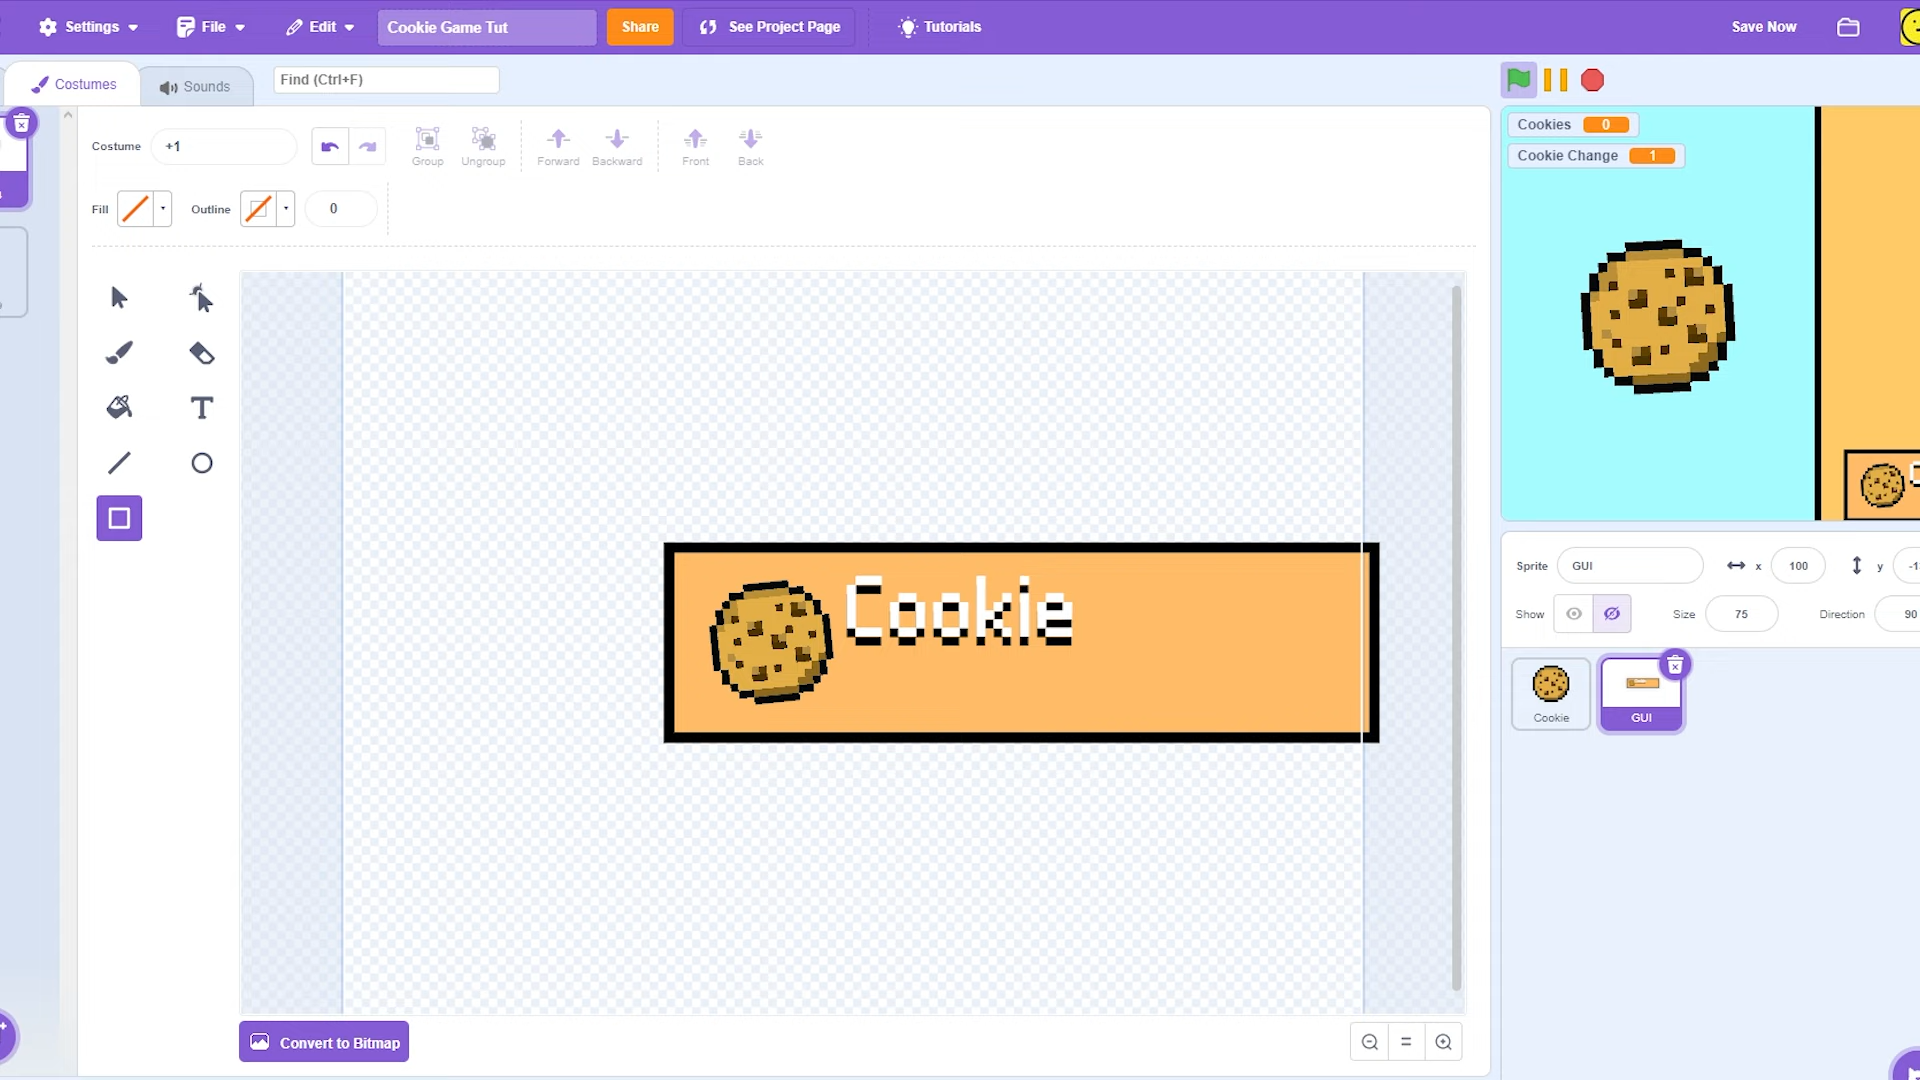 Settings File Edit Cookie Game Tut Share See Project Page Tutorials Save Now
Costumes Sounds Find (Ctrl+F)
Cookies 0
Cookie Change 1
Costume +1 Group Ungroup Forward Backward Front Back
Fill Outline 0
Cookie
Sprite GUI x 100 y
Show Size 75 Direction 90
Cookie GUI
Convert to Bitmap